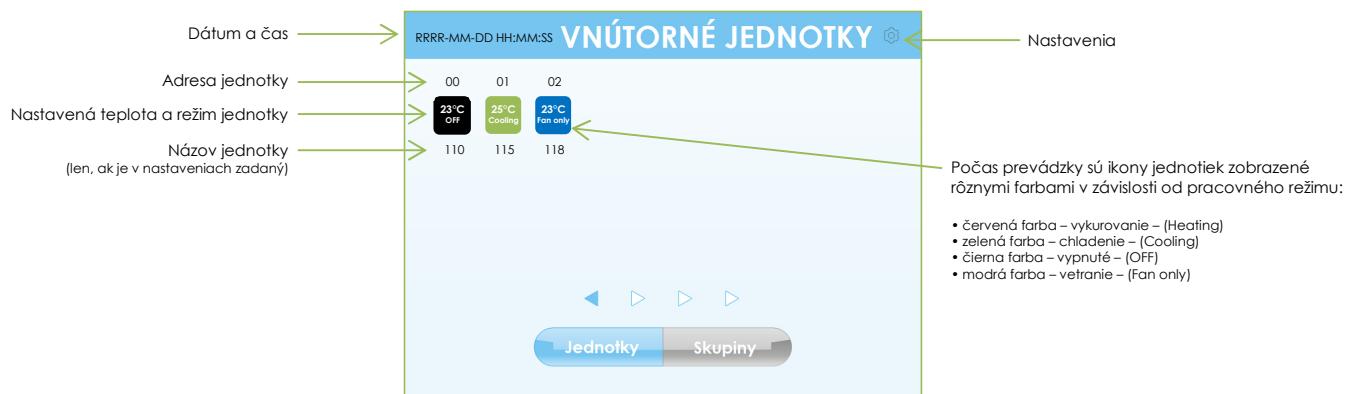 Dátum a čas
RRRR-MM-DD HH:MM:SS VNÚTORNÉ JEDNOTKY
Nastavenia
Adresa jednotky
00 01 02
Nastavená teplota a režim jednotky
23°C 25°C 23°C
OFF Cooling Fan only
Názov jednotky
(len, ak je v nastaveniach zadaný)
110 115 118
Počas prevádzky sú ikony jednotiek zobrazené
rôznymi farbami v závislosti od pracovného režimu:
• červená farba – vykurovanie – (Heating)
• zelená farba – chladenie – (Cooling)
• čierna farba – vypnuté – (OFF)
• modrá farba – vetranie – (Fan only)
Jednotky Skupiny